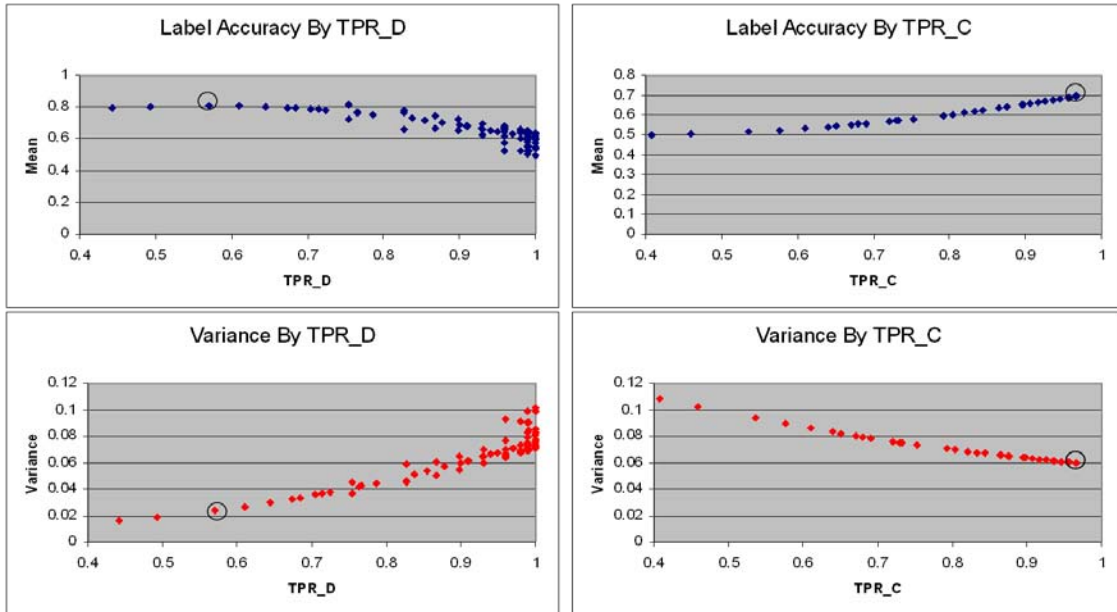 Label Accuracy By TPR_D
1
0.8
0.6
0.4
0.2
0
Mean
0.4 0.5 0.6 0.7 0.8 0.9 1
TPR_D
Label Accuracy By TPR_C
0.8
0.7
0.6
0.5
0.4
0.3
0.2
0.1
0
Mean
0.4 0.5 0.6 0.7 0.8 0.9 1
TPR_C
Variance By TPR_D
0.12
0.1
0.08
0.06
0.04
0.02
0
Variance
0.4 0.5 0.6 0.7 0.8 0.9 1
TPR_D
Variance By TPR_C
0.12
0.1
0.08
0.06
0.04
0.02
0
Variance
0.4 0.5 0.6 0.7 0.8 0.9 1
TPR_C